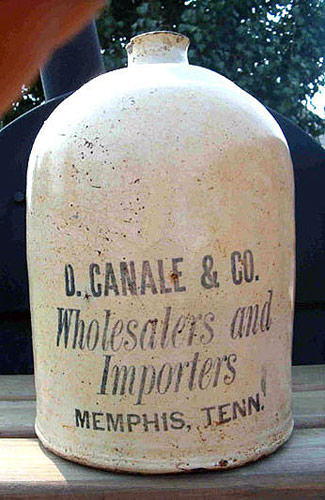 D. CANALE & CO.
Wholesalers and
Importers
MEMPHIS, TENN.